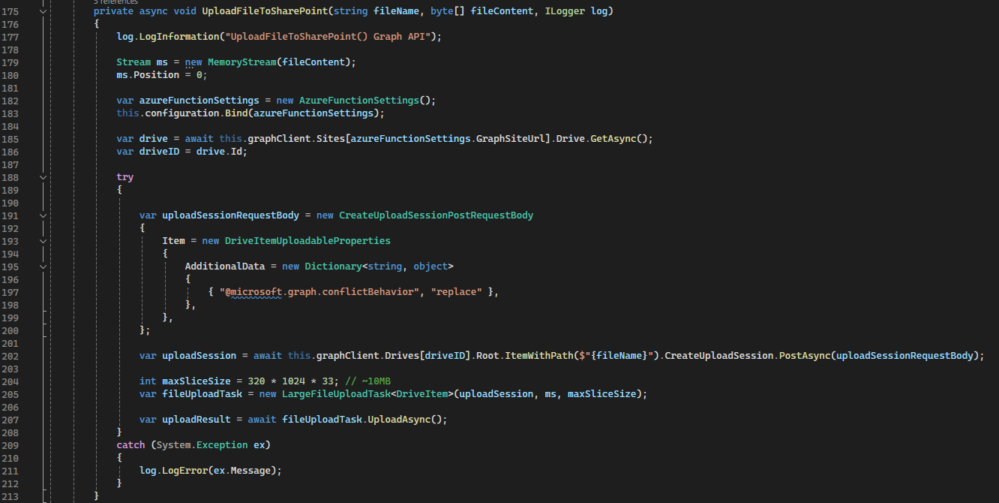 3 references
175 private async void UploadFileToSharePoint(string fileName, byte[] fileContent, ILogger log)
176 {
177 log.LogInformation("UploadFileToSharePoint() Graph API");
178
179 Stream ms = new MemoryStream(fileContent);
180 ms.Position = 0;
181
182 var azureFunctionSettings = new AzureFunctionSettings();
183 this.configuration.Bind(azureFunctionSettings);
184
185 var drive = await this.graphClient.Sites[azureFunctionSettings.GraphSiteUrl].Drive.GetAsync();
186 var driveID = drive.Id;
187
188 try
189 {
190
191 var uploadSessionRequestBody = new CreateUploadSessionPostRequestBody
192 {
193 Item = new DriveItemUploadableProperties
194 {
195 AdditionalData = new Dictionary<string, object>
196 {
197 { "@microsoft.graph.conflictBehavior", "replace" },
198 },
199 },
200 };
201
202 var uploadSession = await this.graphClient.Drives[driveID].Root.ItemWithPath($"{fileName}").CreateUploadSession.PostAsync(uploadSessionRequestBody);
203
204 int maxSliceSize = 320 * 1024 * 33; // ~10MB
205 var fileUploadTask = new LargeFileUploadTask<DriveItem>(uploadSession, ms, maxSliceSize);
206
207 var uploadResult = await fileUploadTask.UploadAsync();
208 }
209 catch (System.Exception ex)
210 {
211 log.LogError(ex.Message);
212 }
213 }